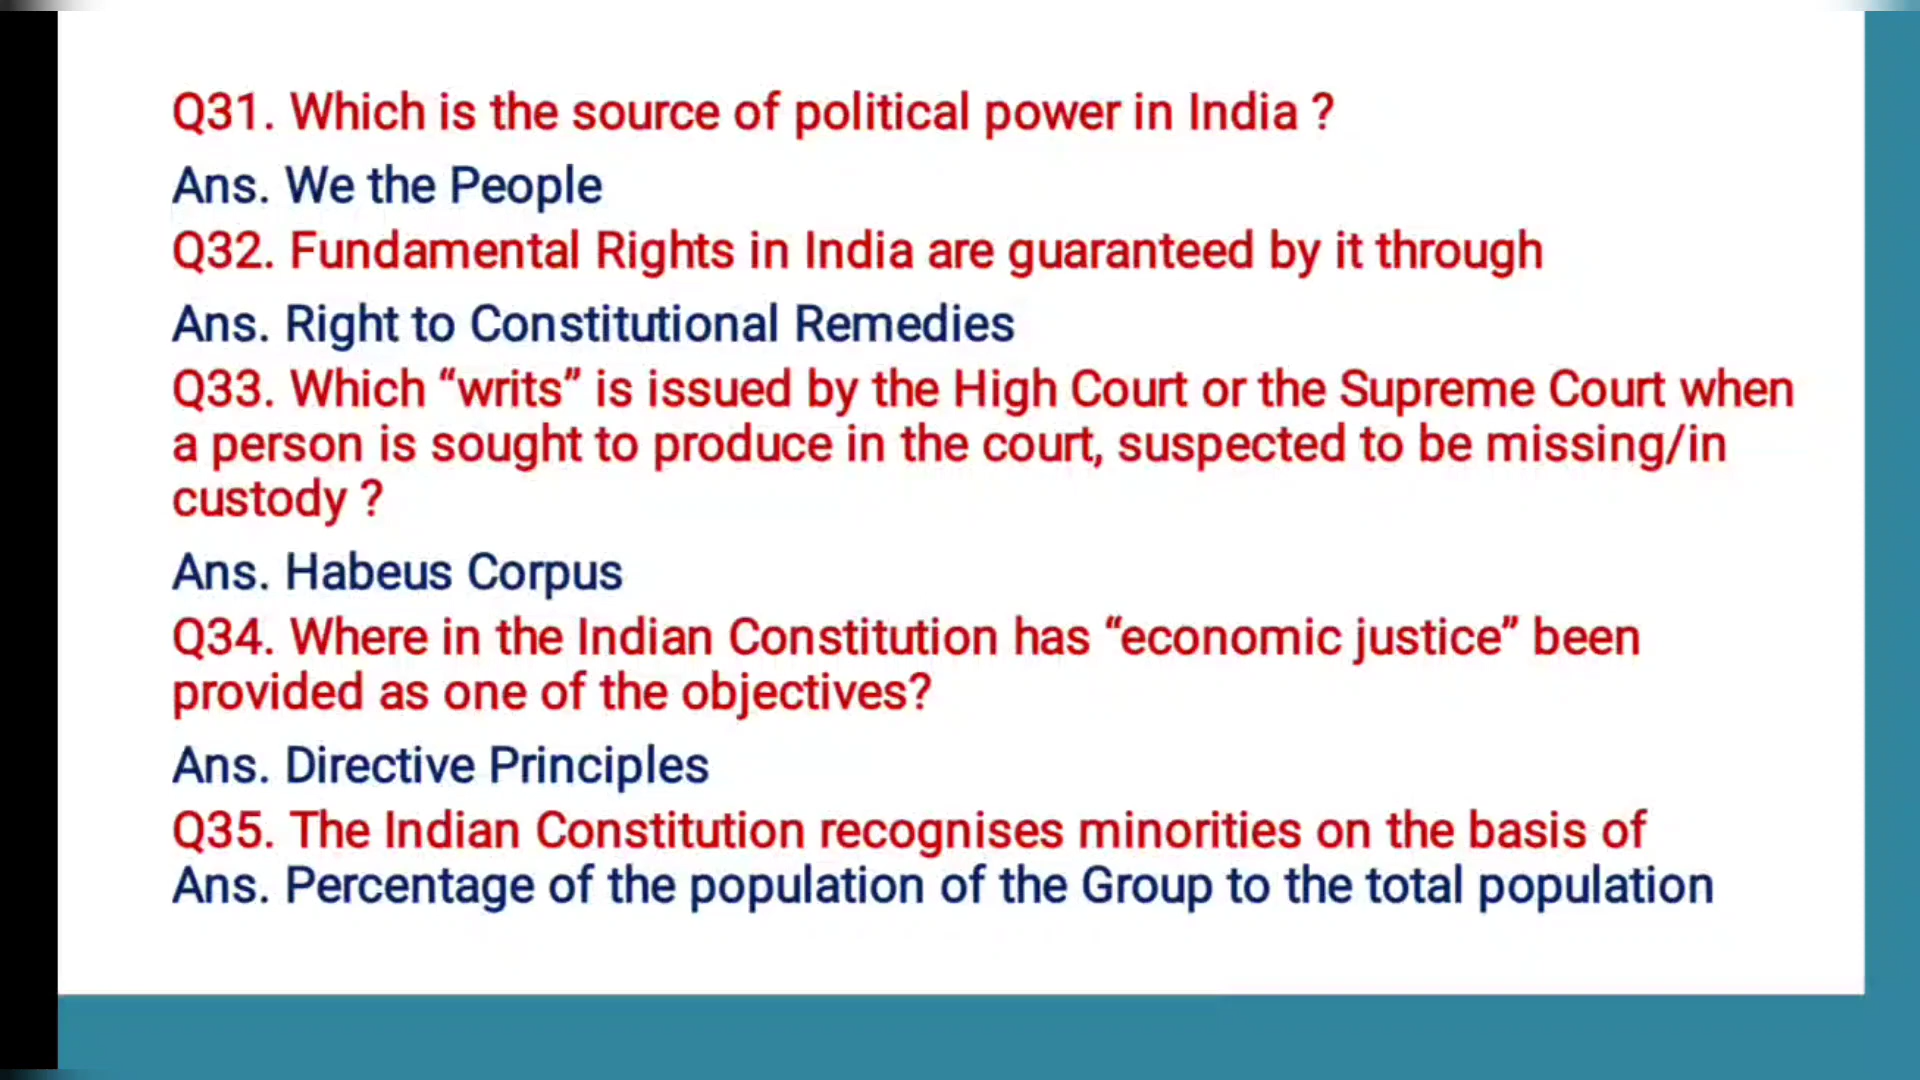 Q31. Which is the source of political power in India ?
Ans. We the People
Q32. Fundamental Rights in India are guaranteed by it through
Ans. Right to Constitutional Remedies
Q33. Which “writs” is issued by the High Court or the Supreme Court when
a person is sought to produce in the court, suspected to be missing/in
custody ?
Ans. Habeus Corpus
Q34. Where in the Indian Constitution has “economic justice” been
provided as one of the objectives?
Ans. Directive Principles
Q35. The Indian Constitution recognises minorities on the basis of
Ans. Percentage of the population of the Group to the total population